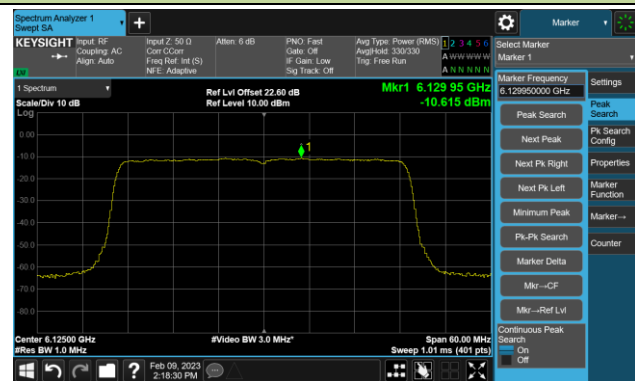 Spectrum Analyzer 1
Swept SA
+
Marker
KEYSIGHT
Input: RF
Coupling: AC
Align: Auto
Input Z: 50 Ω
Corr CCorr
Freq Ref: Int (S)
NFE: Adaptive
Atten: 6 dB
PNO: Fast
Gate: Off
IF Gain: Low
Sig Track: Off
Avg Type: Power (RMS)
Avg|Hold: 330/330
Trig: Free Run
1 2 3 4 5 6
A W W W W W
A N N N N N
Select Marker
Marker 1
1 Spectrum
Scale/Div 10 dB
Log
Ref Lvl Offset 22.60 dB
Ref Level 10.00 dBm
Mkr1 6.129 95 GHz
-10.615 dBm
0.00
-10.0
-20.0
-30.0
-40.0
-50.0
-60.0
-70.0
-80.0
1
Center 6.12500 GHz
#Res BW 1.0 MHz
#Video BW 3.0 MHz*
Span 60.00 MHz
Sweep 1.01 ms (401 pts)
Marker Frequency
6.129950000 GHz
Peak Search
Next Peak
Next Pk Right
Next Pk Left
Minimum Peak
Pk-Pk Search
Marker Delta
Mkr→CF
Mkr→Ref Lvl
Continuous Peak
Search
On
Off
Settings
Peak
Search
Pk Search
Config
Properties
Marker
Function
Marker→
Counter
?
Feb 09, 2023
2:18:30 PM